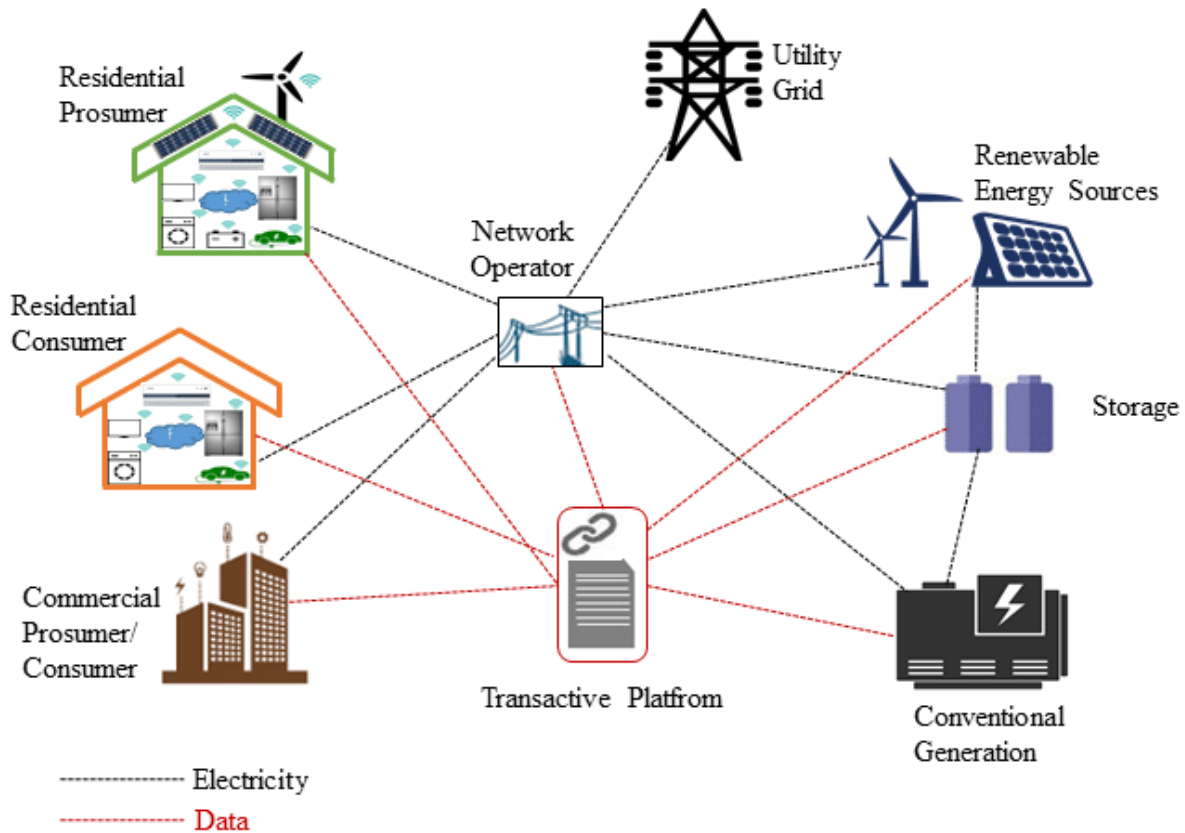 Residential
Prosumer
Utility
Grid
Renewable
Energy Sources
Network
Operator
Residential
Consumer
Storage
Commercial
Prosumer/
Consumer
Transactive Platfrom
Conventional
Generation
Electricity
Data